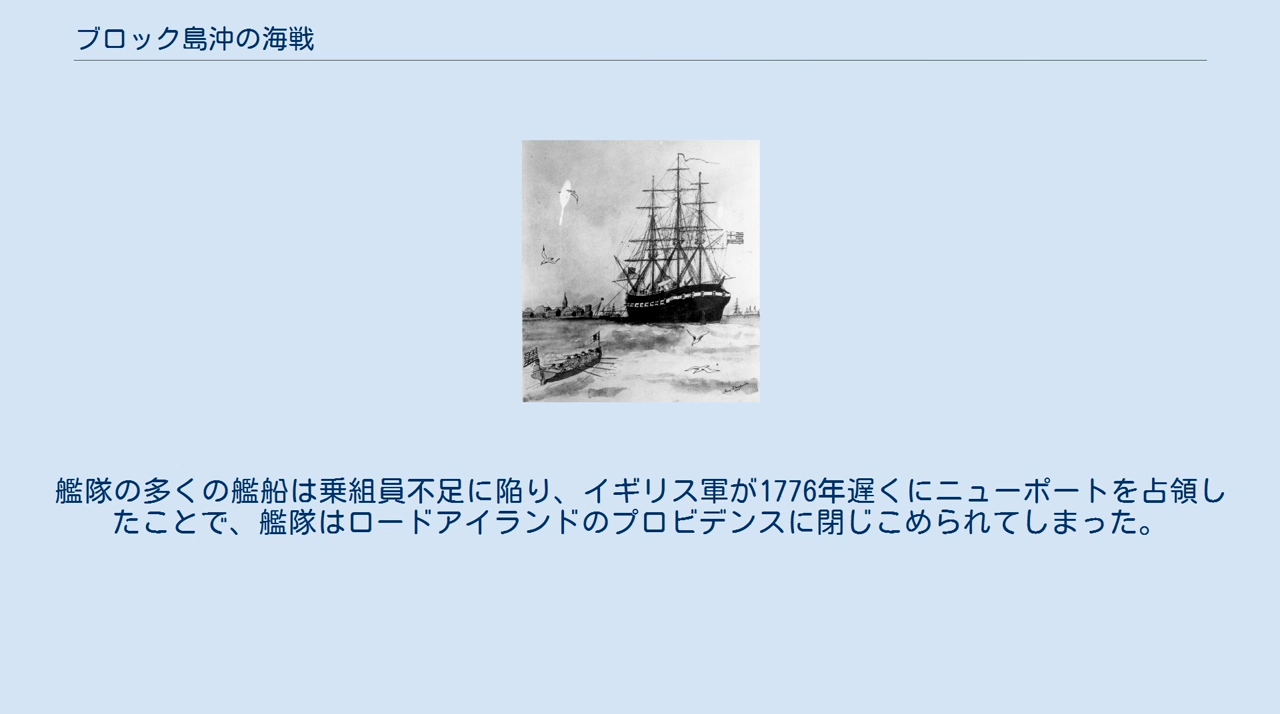 ブロック島沖の海戦
艦隊の多くの艦船は乗組員不足に陥り、イギリス軍が1776年遅くにニューポートを占領し
たことで、艦隊はロードアイランドのプロビデンスに閉じこめられてしまった。